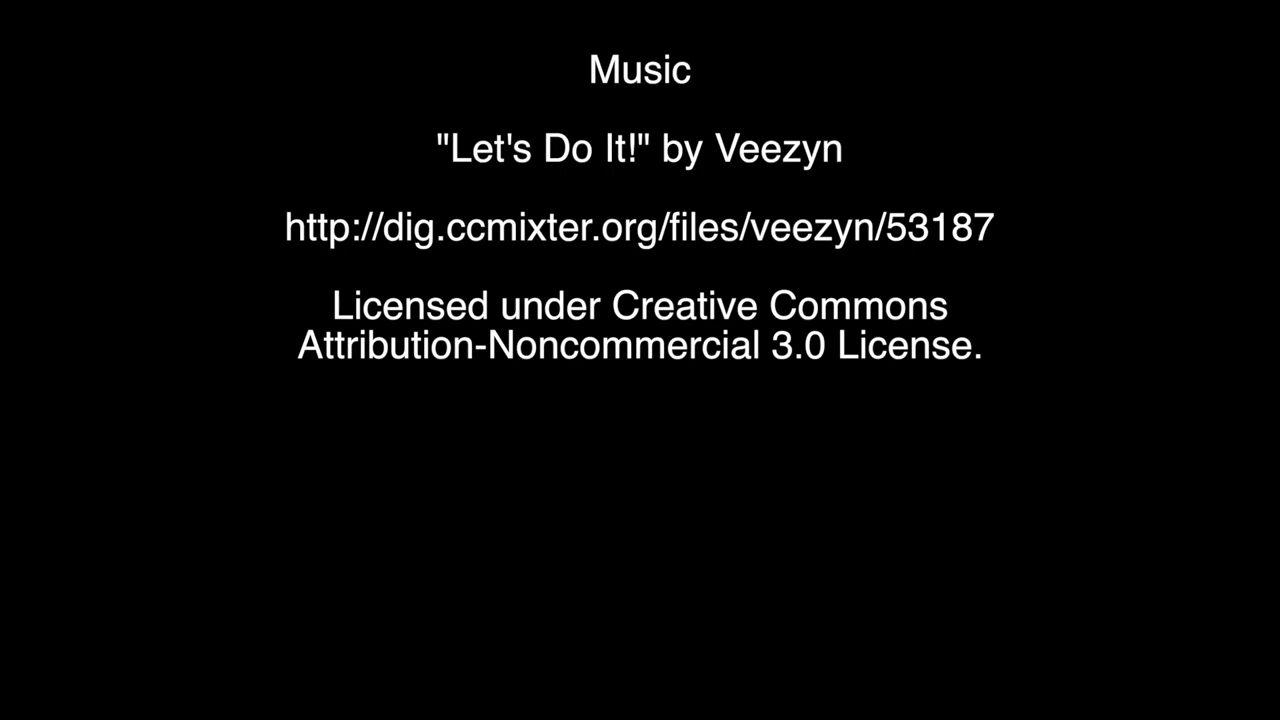 Music
"Let's Do It!" by Veezyn
http://dig.ccmixter.org/files/veezyn/53187
Licensed under Creative Commons
Attribution-Noncommercial 3.0 License.